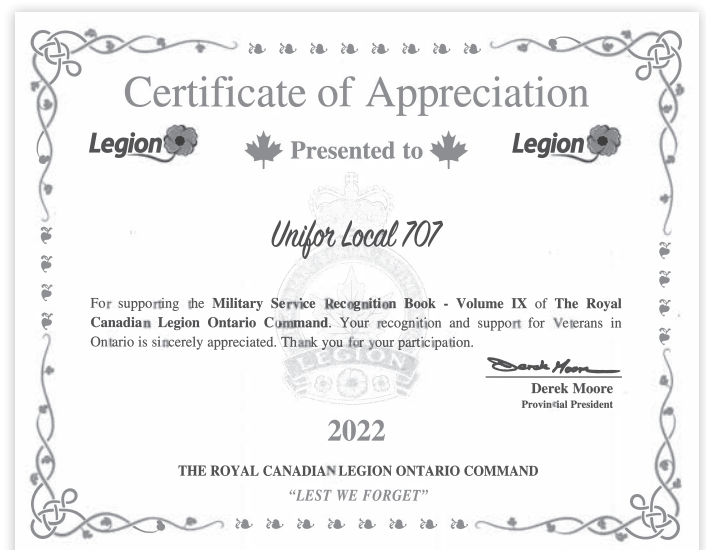 Certificate of Appreciation
Legion
Presented to
Legion
Unifor Local 707
For supporting the Military Service Recognition Book - Volume IX of The Royal
Canadian Legion Ontario Command. Your recognition and support for Veterans in
Ontario is sincerely appreciated. Thank you for your participation.
LEGION
Derek Moore
Derek Moore
Provincial President
2022
THE ROYAL CANADIAN LEGION ONTARIO COMMAND
“LEST WE FORGET”